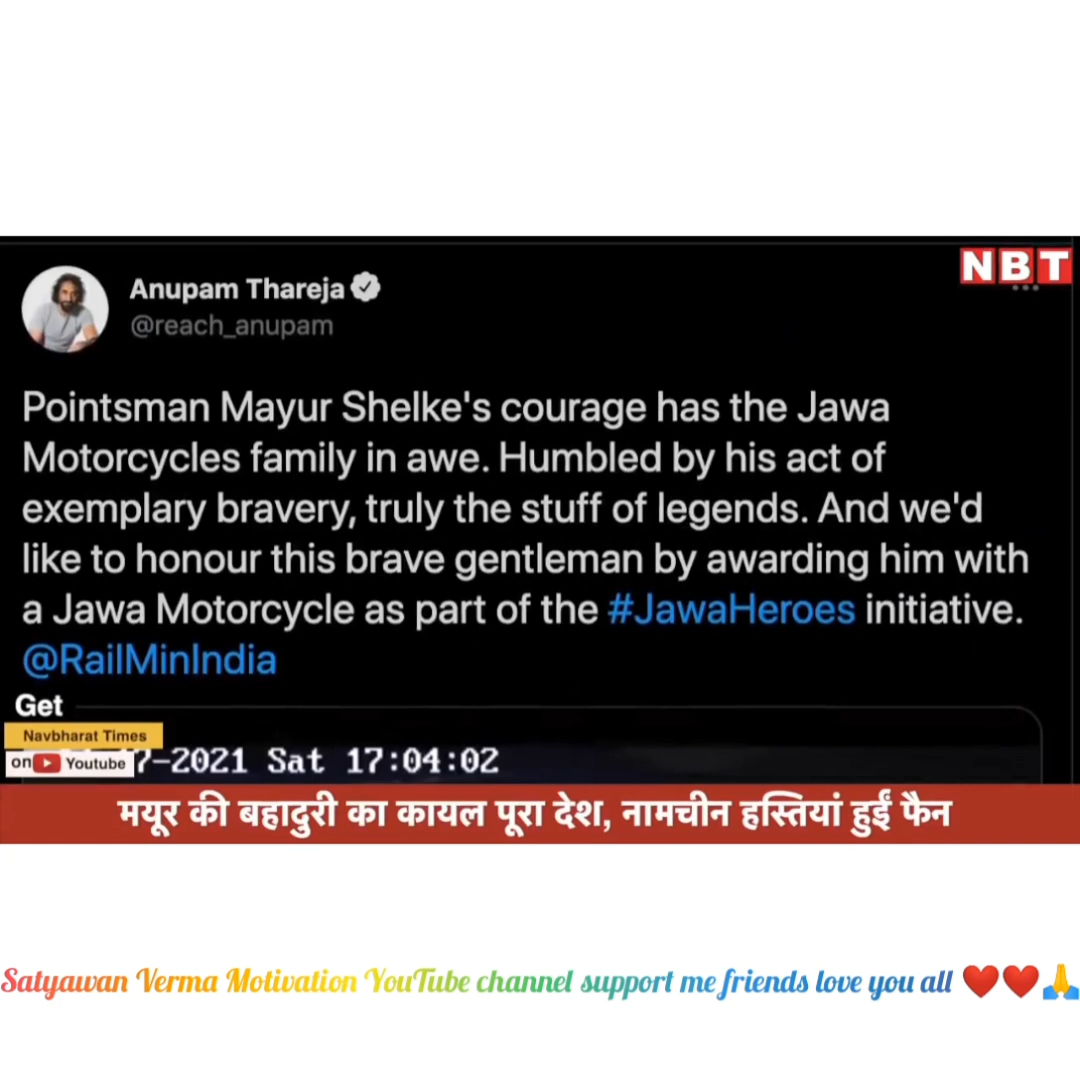 NBT
Anupam Thareja
@reach_anupam
Pointsman Mayur Shelke's courage has the Jawa
Motorcycles family in awe. Humbled by his act of
exemplary bravery, truly the stuff of legends. And we'd
like to honour this brave gentleman by awarding him with
a Jawa Motorcycle as part of the #JawaHeroes initiative.
@RailMinIndia
Get
Navbharat Times
on Youtube
7-2021 Sat 17:04:02
मयूर की बहादुरी का कायल पूरा देश, नामचीन हस्तियां हुईं फैन
Satyawan Verma Motivation YouTube channel support me friends love you all ❤️❤️🙏